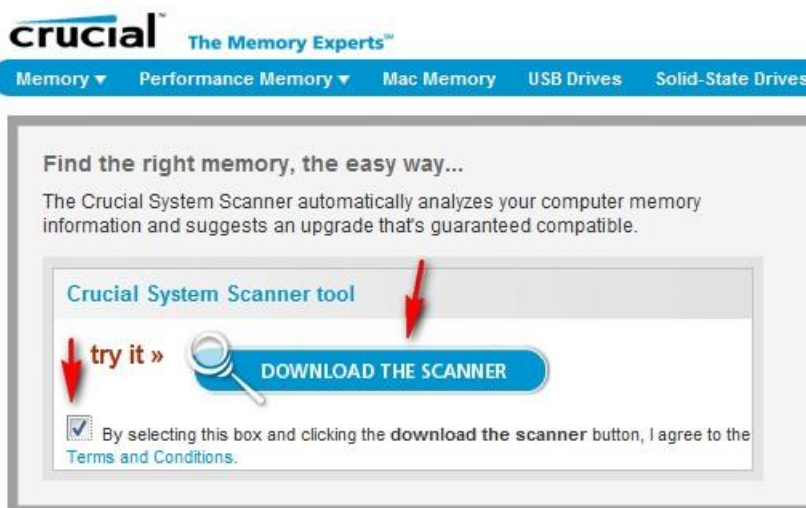 crucial™ The Memory Experts℠
Memory ▾ Performance Memory ▾ Mac Memory USB Drives Solid-State Drives
Find the right memory, the easy way...
The Crucial System Scanner automatically analyzes your computer memory
information and suggests an upgrade that's guaranteed compatible.
Crucial System Scanner tool
try it »
DOWNLOAD THE SCANNER
By selecting this box and clicking the download the scanner button, I agree to the
Terms and Conditions.